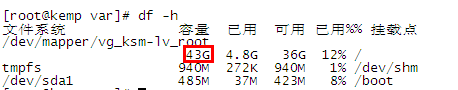 [root@kemp var]# df -h
文件系统 容量 已用 可用 已用%% 挂载点
/dev/mapper/vg_ksm-lv_root
43G 4.8G 36G 12% /
tmpfs 940M 272K 940M 1% /dev/shm
/dev/sda1 485M 37M 423M 8% /boot